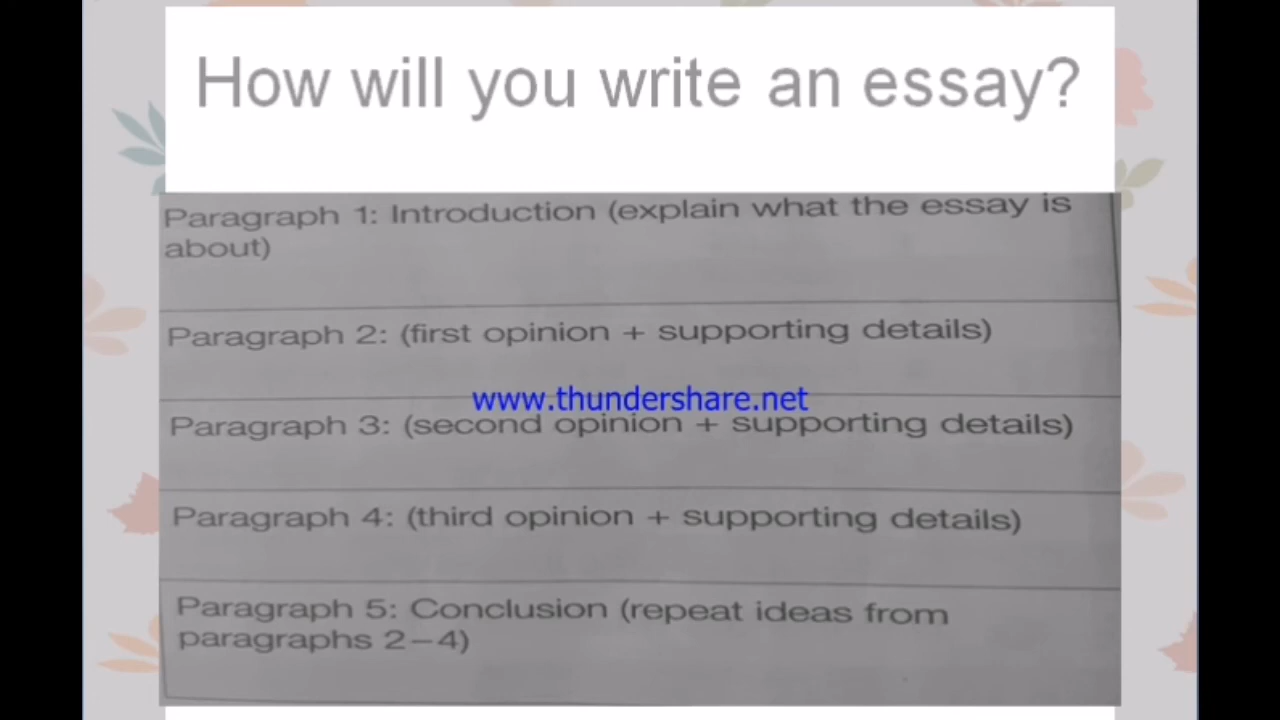 How will you write an essay?
Paragraph 1: Introduction (explain what the essay is
about)
Paragraph 2: (first opinion + supporting details)
www.thundershare.net
Paragraph 3: (second opinion + supporting details)
Paragraph 4: (third opinion + supporting details)
Paragraph 5: Conclusion (repeat ideas from
paragraphs 2–4)